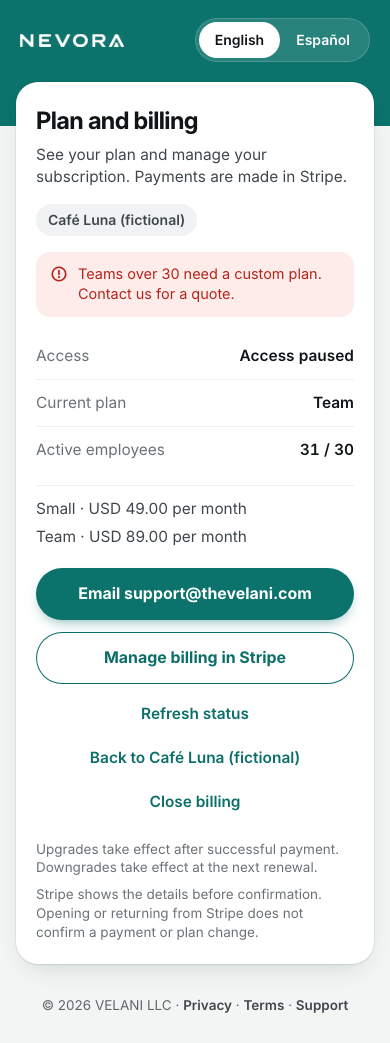 NEVORA
English
Español
Plan and billing
See your plan and manage your
subscription. Payments are made in Stripe.
Café Luna (fictional)
Teams over 30 need a custom plan.
Contact us for a quote.
Access
Access paused
Current plan
Team
Active employees
31 / 30
Small · USD 49.00 per month
Team · USD 89.00 per month
Email support@thevelani.com
Manage billing in Stripe
Refresh status
Back to Café Luna (fictional)
Close billing
Upgrades take effect after successful payment.
Downgrades take effect at the next renewal.
Stripe shows the details before confirmation.
Opening or returning from Stripe does not
confirm a payment or plan change.
© 2026 VELANI LLC · Privacy · Terms · Support